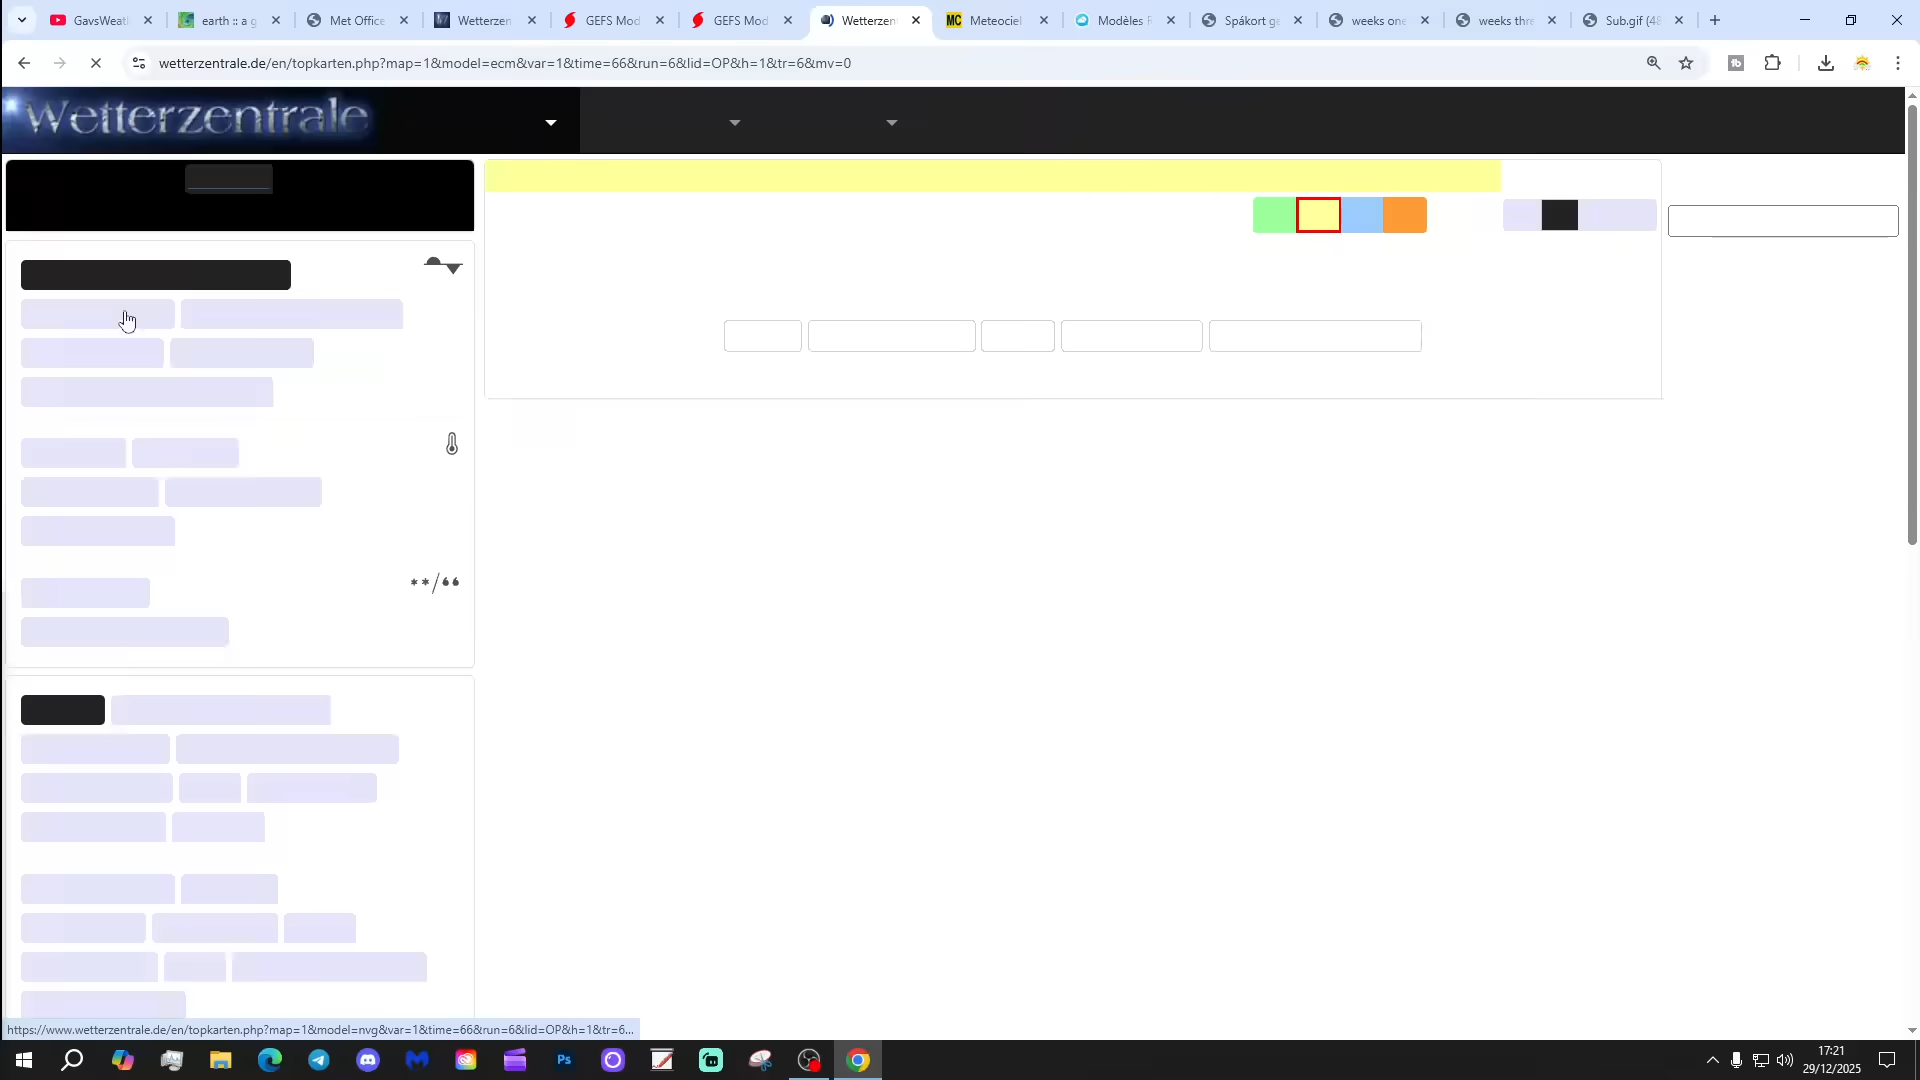 GavsWeat
earth :: a g
Met Office
Wetterzen
GEFS Mod
GEFS Mod
Wetterzen
MC
Meteociel
Modèles F
Spákort ge
weeks one
weeks thre
Sub.gif (48
wetterzentrale.de/en/topkarten.php?map=1&model=ecm&var=1&time=66&run=6&lid=OP&h=1&tr=6&mv=0
Wetterzentrale
https://www.wetterzentrale.de/en/topkarten.php?map=1&model=nvg&var=1&time=66&run=6&lid=OP&h=1&tr=6...
Ps
17:21
29/12/2025